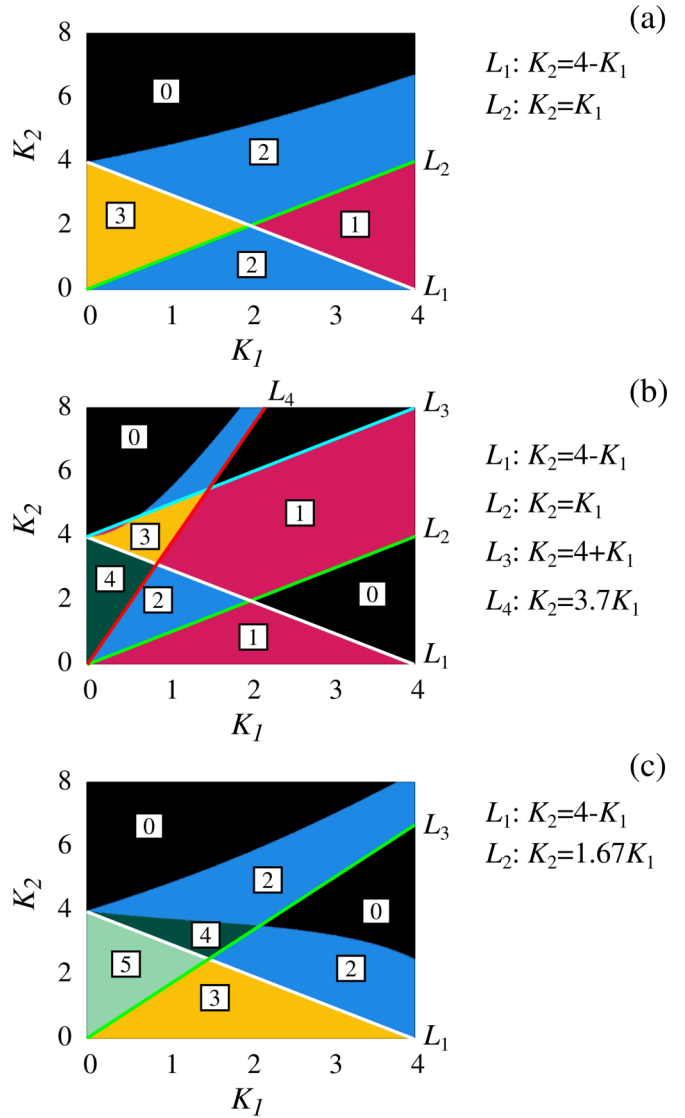 (a)
8
6
4
2
0
K₂
0
2
3
1
2
L₂
L₁
0 1 2 3 4
K₁
L₁: K₂=4-K₁
L₂: K₂=K₁
(b)
L₄
8
6
4
2
0
K₂
0
1
3
4
2
0
1
L₃
L₂
L₁
0 1 2 3 4
K₁
L₁: K₂=4-K₁
L₂: K₂=K₁
L₃: K₂=4+K₁
L₄: K₂=3.7K₁
(c)
8
6
4
2
0
K₂
0
2
0
4
5
2
3
L₃
L₁
0 1 2 3 4
K₁
L₁: K₂=4-K₁
L₂: K₂=1.67K₁